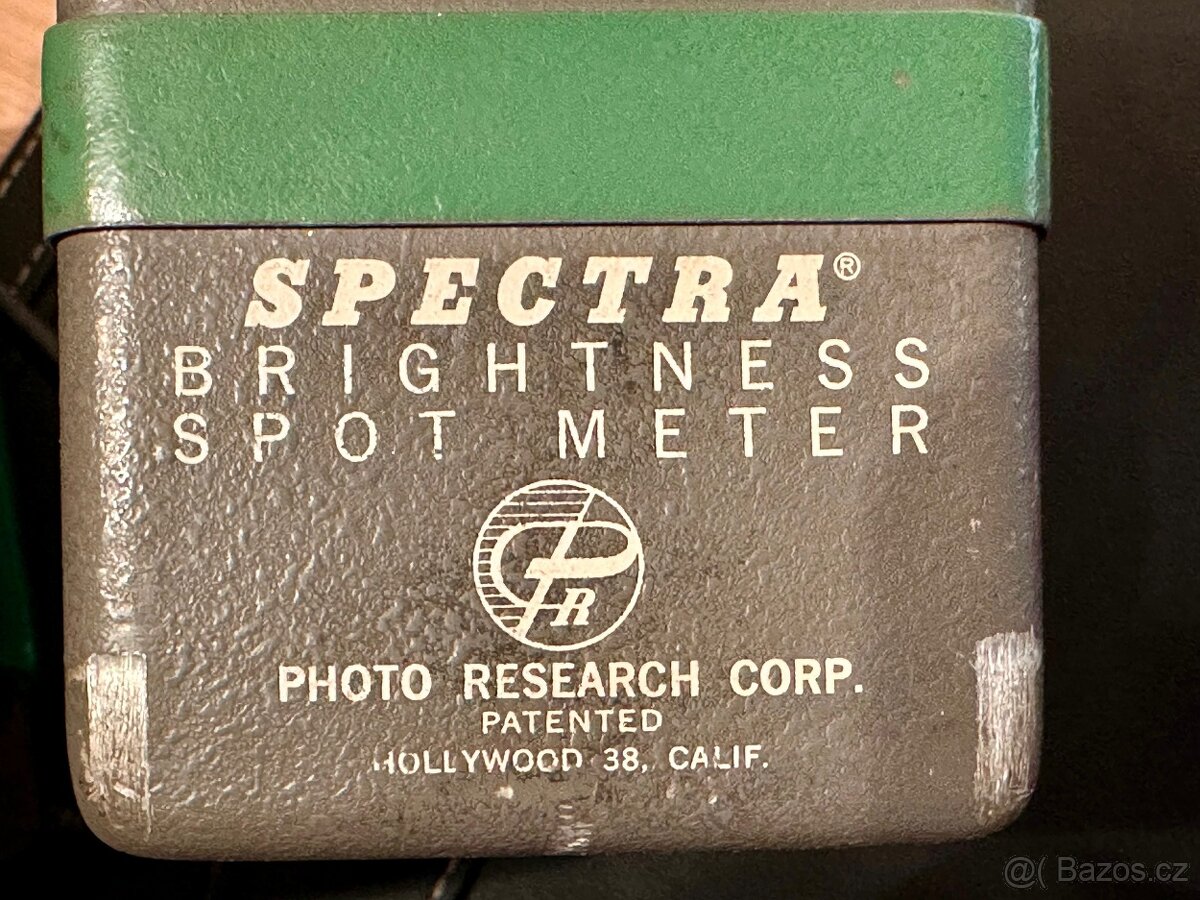 SPECTRA®
BRIGHTNESS
SPOT METER
PR
PHOTO RESEARCH CORP.
PATENTED
HOLLYWOOD 38, CALIF.
@( Bazos.cz